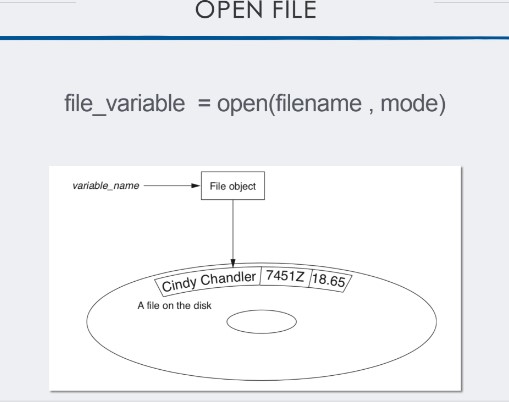 OPEN FILE
file_variable = open(filename , mode)
variable_name
File object
Cindy Chandler 7451Z 18.65
A file on the disk